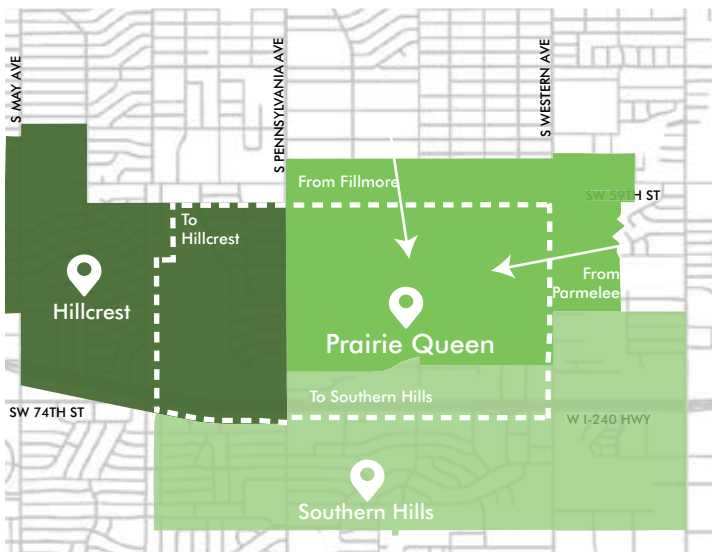 S MAY AVE
S PENNSYLVANIA AVE
S WESTERN AVE
From Fillmore
SW 59TH ST
To
Hillcrest
From
Parmelee
Hillcrest
Prairie Queen
To Southern Hills
SW 74TH ST
W I-240 HWY
Southern Hills